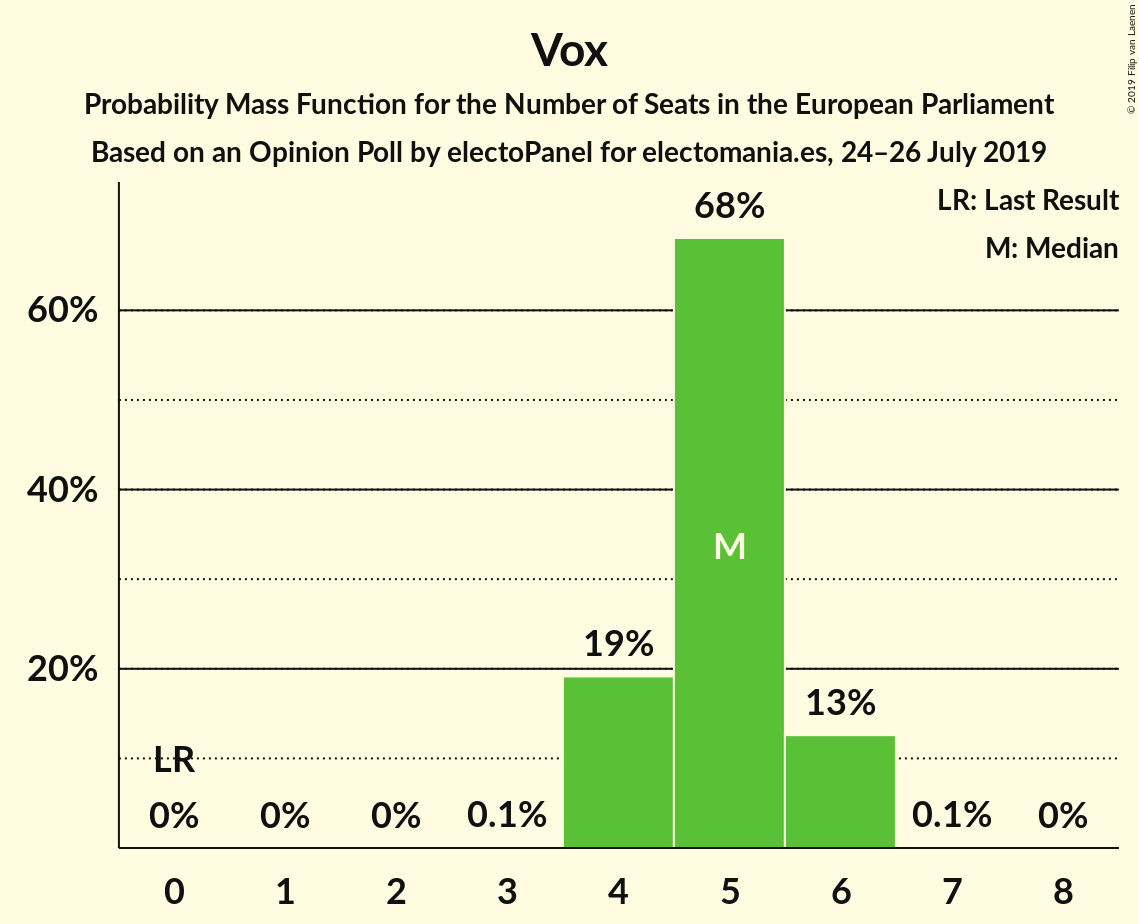 Vox
Probability Mass Function for the Number of Seats in the European Parliament
Based on an Opinion Poll by electoPanel for electomania.es, 24–26 July 2019
© 2019 Filip van Laenen
LR: Last Result
M: Median
68%
60%
40%
M
19%
20%
13%
LR
0%
0%
0%
0.1%
0.1%
0%
0 1 2 3 4 5 6 7 8